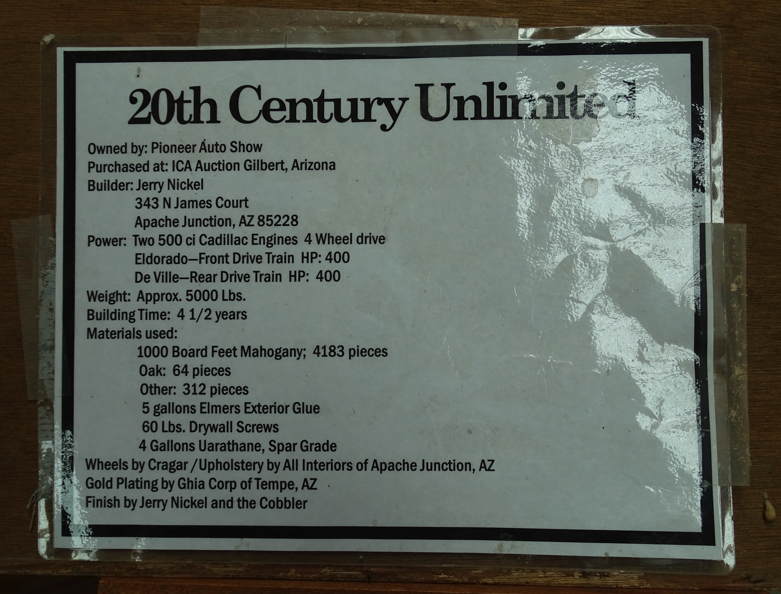 20th Century Unlimited
Owned by: Pioneer Auto Show
Purchased at: ICA Auction Gilbert, Arizona
Builder: Jerry Nickel
343 N James Court
Apache Junction, AZ 85228
Power: Two 500 ci Cadillac Engines 4 Wheel drive
Eldorado—Front Drive Train HP: 400
De Ville—Rear Drive Train HP: 400
Weight: Approx. 5000 Lbs.
Building Time: 4 1/2 years
Materials used:
1000 Board Feet Mahogany; 4183 pieces
Oak: 64 pieces
Other: 312 pieces
5 gallons Elmers Exterior Glue
60 Lbs. Drywall Screws
4 Gallons Uarathane, Spar Grade
Wheels by Cragar /Upholstery by All Interiors of Apache Junction, AZ
Gold Plating by Ghia Corp of Tempe, AZ
Finish by Jerry Nickel and the Cobbler